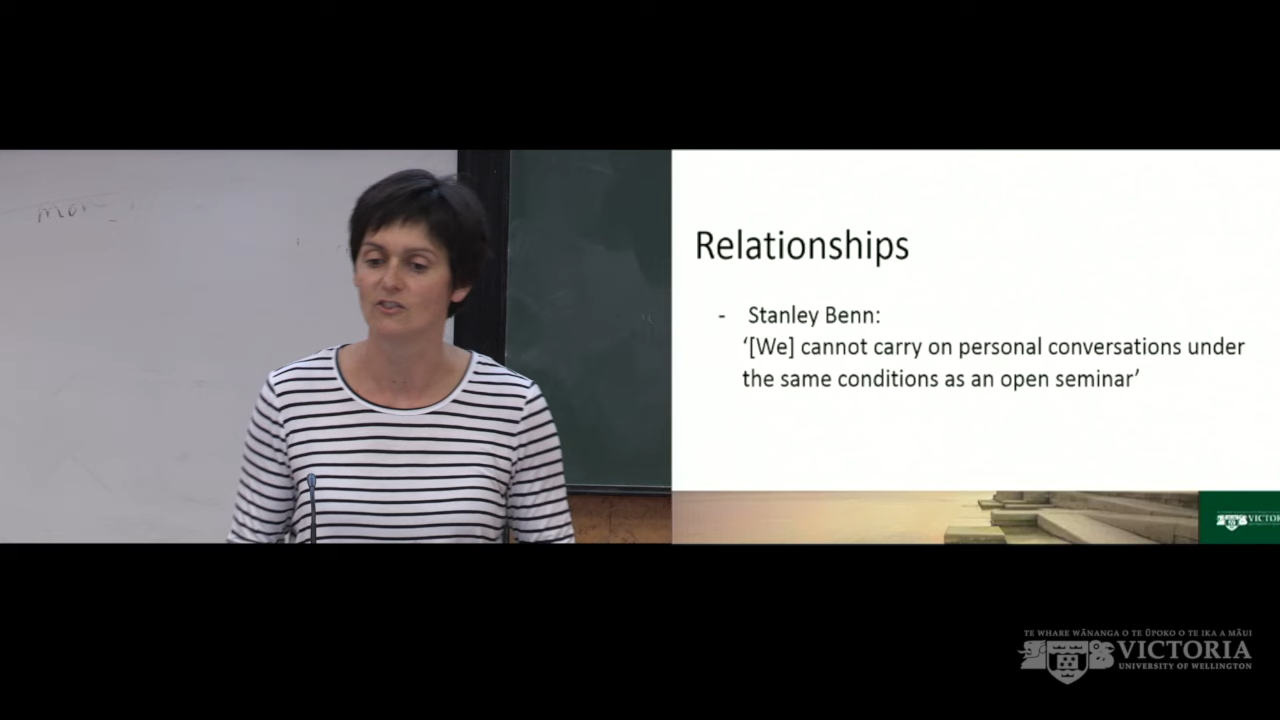 Relationships
- Stanley Benn:
‘[We] cannot carry on personal conversations under
the same conditions as an open seminar’
TE WHARE WĀNANGA O TE ŪPOKO O TE IKA A MĀUI
VICTORIA
UNIVERSITY OF WELLINGTON